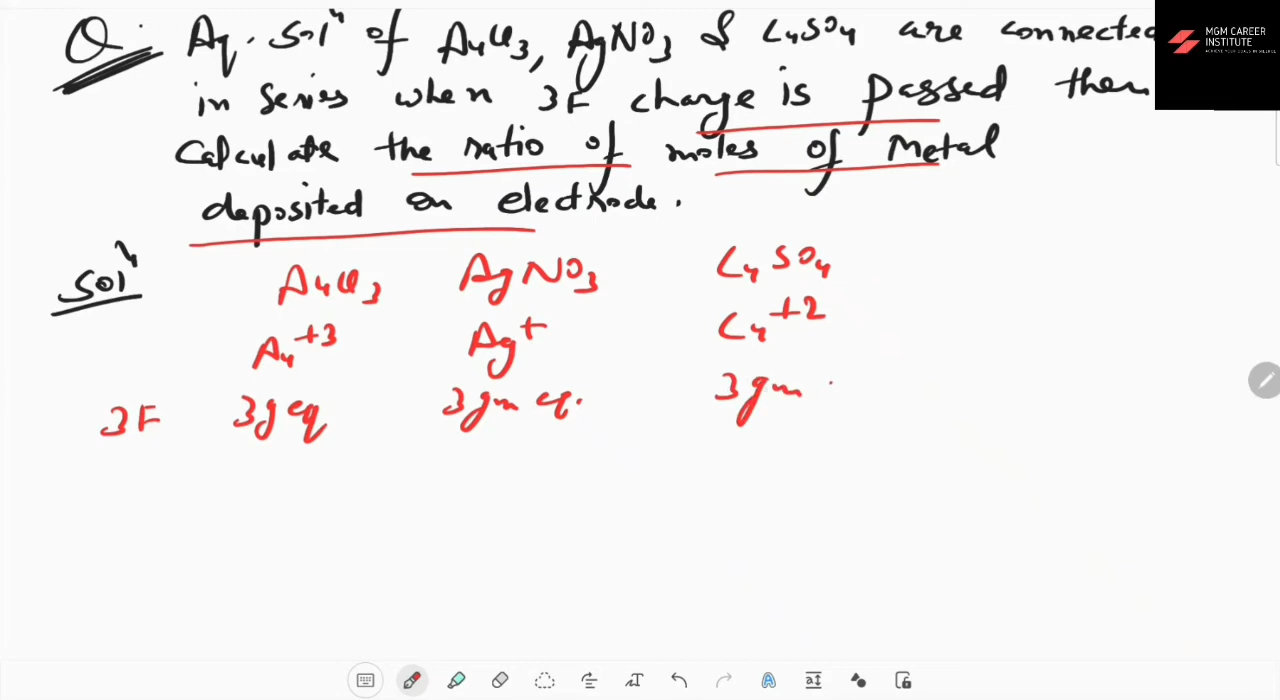 Q. Aq. Solⁿ of AuCl3, AgNO3 & CuSO4 are connected
in series when 3F charge is passed then
Calculate the ratio of moles of Metal
deposited on electrode.
Solⁿ AuCl3 AgNO3 CuSO4
Au+3 Ag+ Cu+2
3F 3g eq 3gm eq. 3gm
MGM CAREER
INSTITUTE